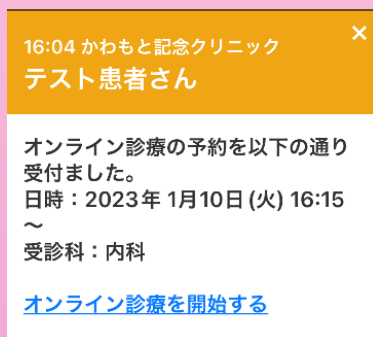 ×
16:04 かわもと記念クリニック
テスト患者さん
オンライン診療の予約を以下の通り
受付ました。
日時：2023年 1月10日(火) 16:15
～
受診科：内科
オンライン診療を開始する